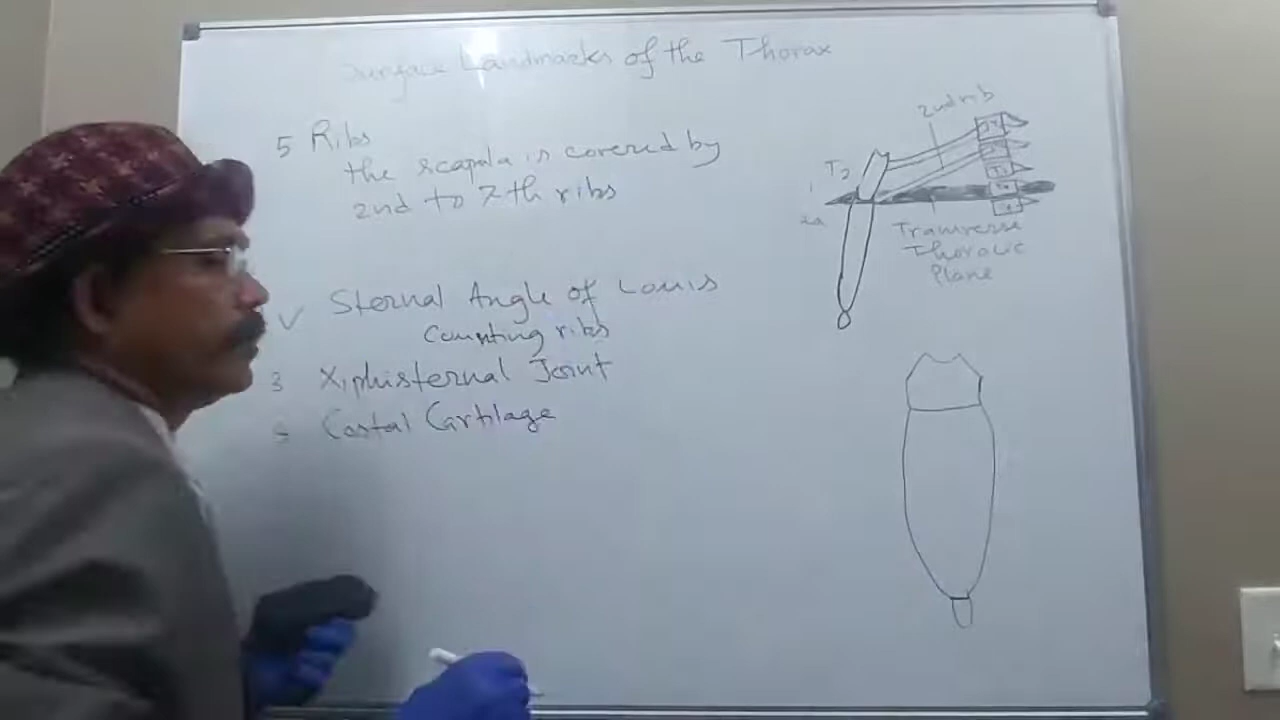 Surface Landmarks of the Thorax
5 Ribs
the scapula is covered by
2nd to 7th ribs
✓ Sternal Angle of Louis
Counting ribs
3 Xiphisternal Joint
Costal Cartilage
2nd rib
T2
Transverse
Thoracic
Plane